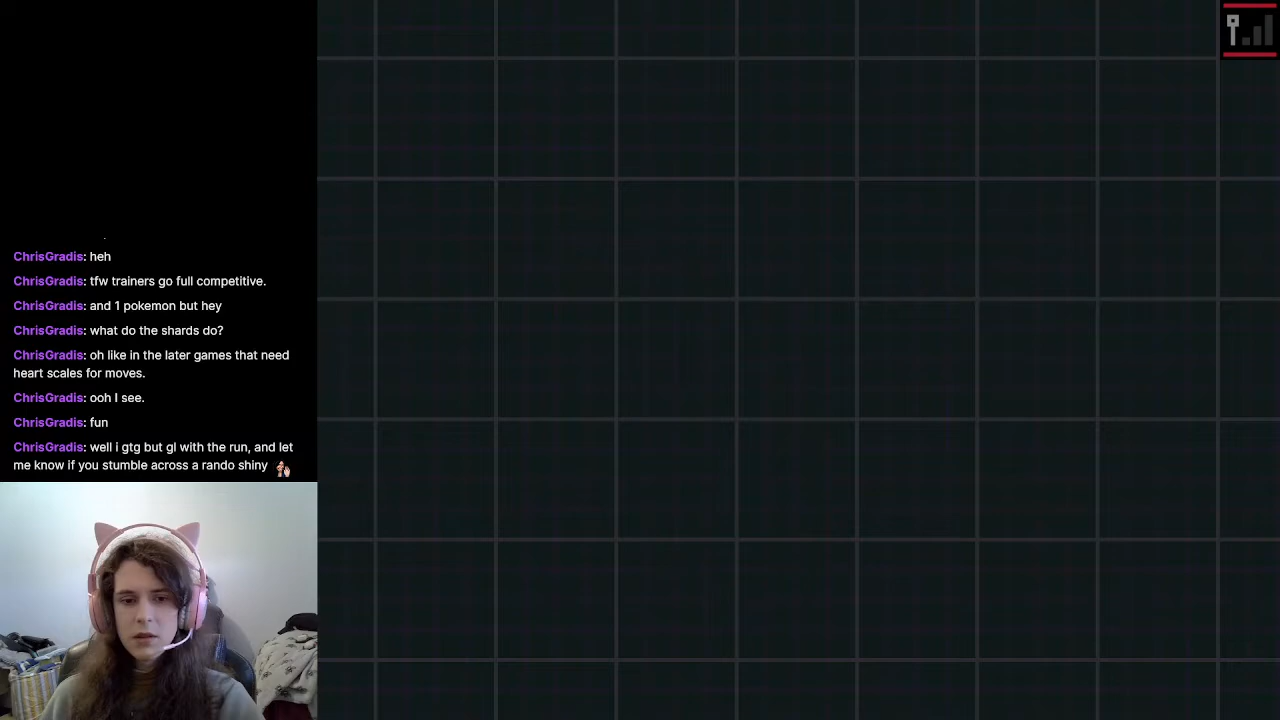 ChrisGradis: heh
ChrisGradis: tfw trainers go full competitive.
ChrisGradis: and 1 pokemon but hey
ChrisGradis: what do the shards do?
ChrisGradis: oh like in the later games that need
heart scales for moves.
ChrisGradis: ooh I see.
ChrisGradis: fun
ChrisGradis: well i gtg but gl with the run, and let
me know if you stumble across a rando shiny